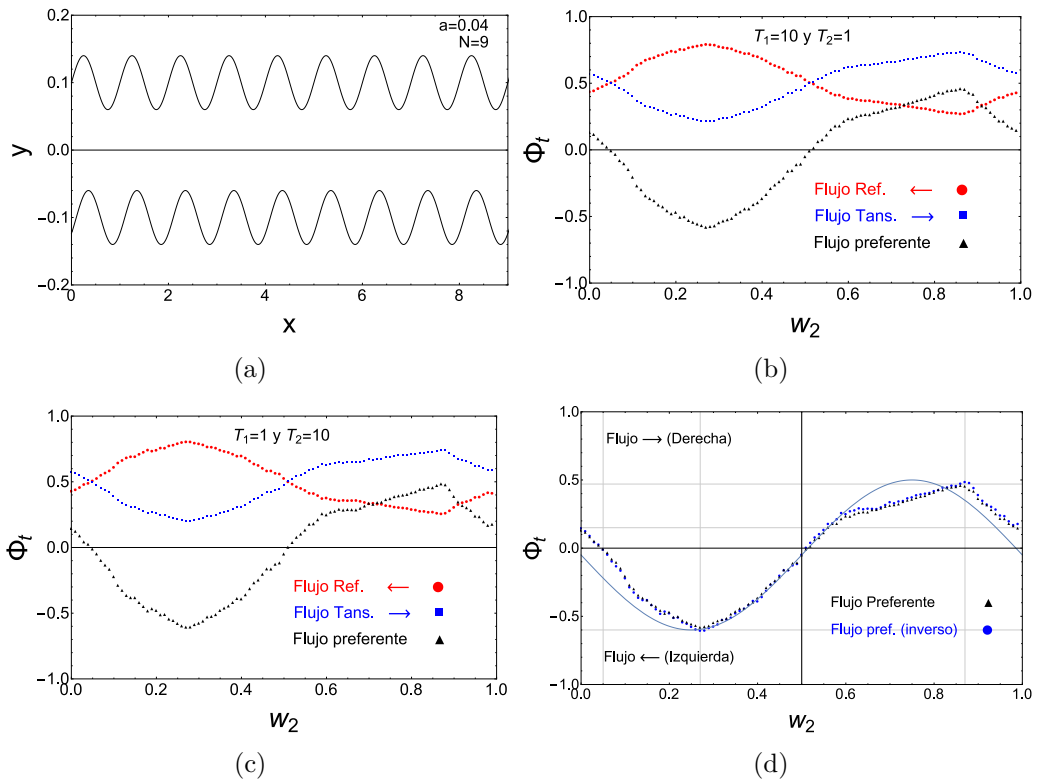 a=0.04
N=9
0.2
0.1
0.0
-0.1
-0.2
y
0 2 4 6 8
x
(a)
T1=10 y T2=1
1.0
0.5
0.0
-0.5
-1.0
Φt
Flujo Ref. ←
Flujo Tans. →
Flujo preferente
0.0 0.2 0.4 0.6 0.8 1.0
w2
(b)
T1=1 y T2=10
1.0
0.5
0.0
-0.5
-1.0
Φt
Flujo Ref. ←
Flujo Tans. →
Flujo preferente
0.0 0.2 0.4 0.6 0.8 1.0
w2
(c)
Flujo → (Derecha)
1.0
0.5
0.0
-0.5
-1.0
Φt
Flujo Preferente
Flujo pref. (inverso)
Flujo ← (Izquierda)
0.0 0.2 0.4 0.6 0.8 1.0
w2
(d)